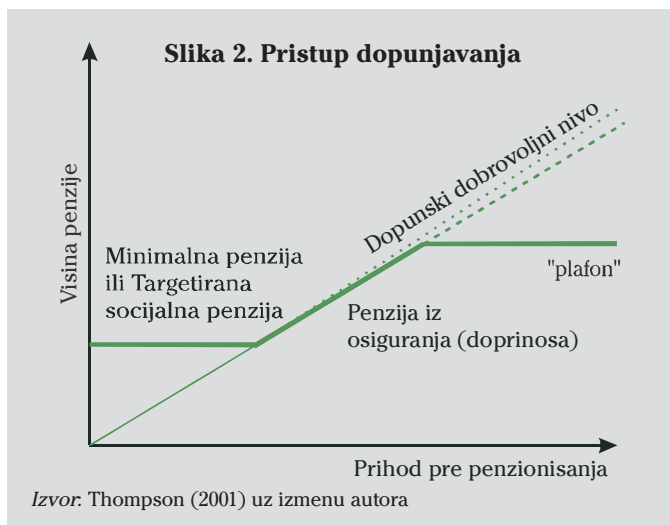 Slika 2. Pristup dopunjavanja
Visina penzije
Dopunski dobrovoljni nivo
Minimalna penzija
ili Targetirana
socijalna penzija
"plafon"
Penzija iz
osiguranja (doprinosa)
Prihod pre penzionisanja
Izvor: Thompson (2001) uz izmenu autora